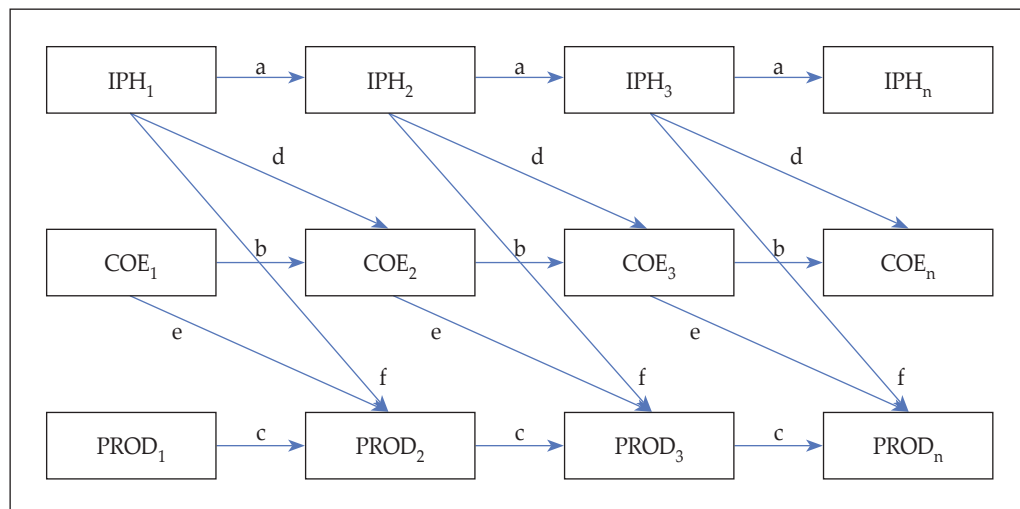 IPH₁ a IPH₂ a IPH₃ a IPHₙ
d d d
COE₁ b COE₂ b COE₃ b COEₙ
e e e
f f f
PROD₁ c PROD₂ c PROD₃ c PRODₙ